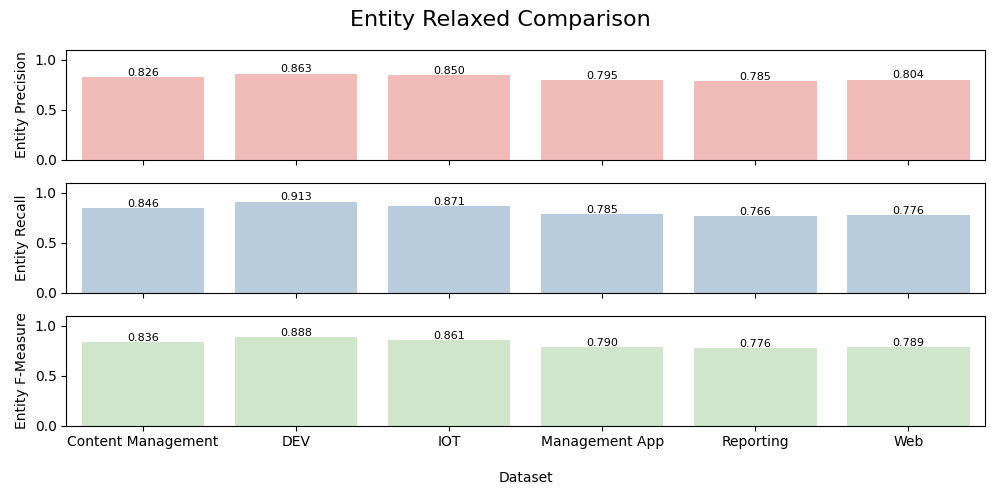 Entity Relaxed Comparison
Entity Precision
1.0
0.5
0.0
0.826 0.863 0.850 0.795 0.785 0.804
Entity Recall
1.0
0.5
0.0
0.846 0.913 0.871 0.785 0.766 0.776
Entity F-Measure
1.0
0.5
0.0
0.836 0.888 0.861 0.790 0.776 0.789
Content Management DEV IOT Management App Reporting Web
Dataset